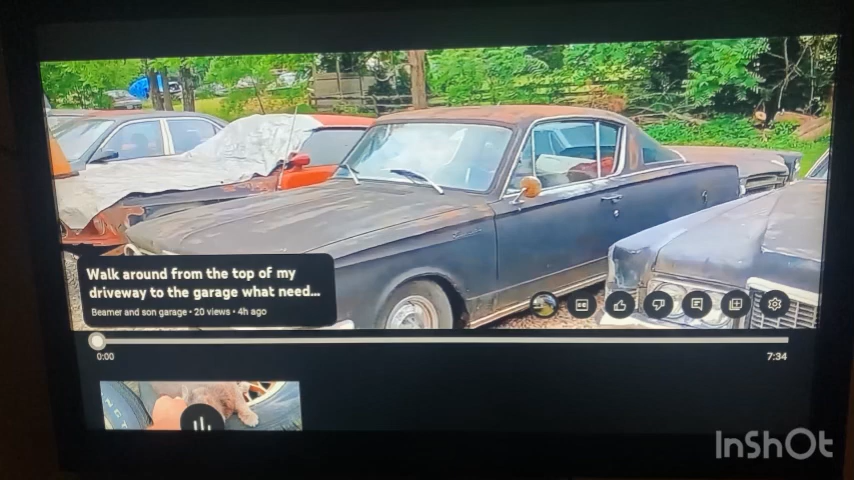 Walk around from the top of my
driveway to the garage what need...
Beamer and son garage • 20 views • 4h ago
CC
0:00
7:34
InShOt